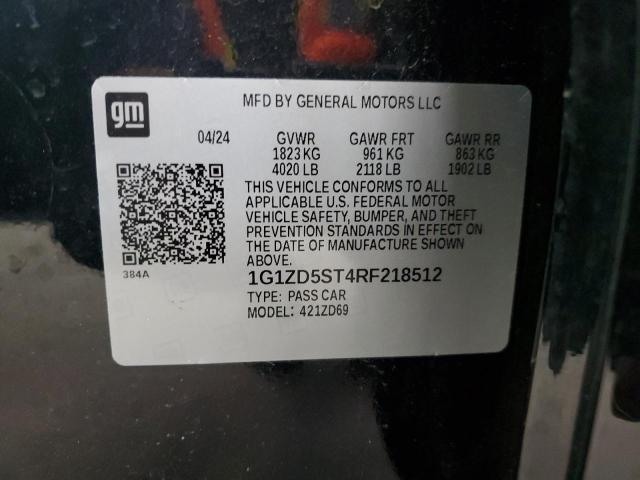 gm
MFD BY GENERAL MOTORS LLC
04/24 GVWR GAWR FRT GAWR RR
1823 KG 961 KG 863 KG
4020 LB 2118 LB 1902 LB
THIS VEHICLE CONFORMS TO ALL
APPLICABLE U.S. FEDERAL MOTOR
VEHICLE SAFETY, BUMPER, AND THEFT
PREVENTION STANDARDS IN EFFECT ON
THE DATE OF MANUFACTURE SHOWN
ABOVE.
384A
1G1ZD5ST4RF218512
TYPE: PASS CAR
MODEL: 421ZD69